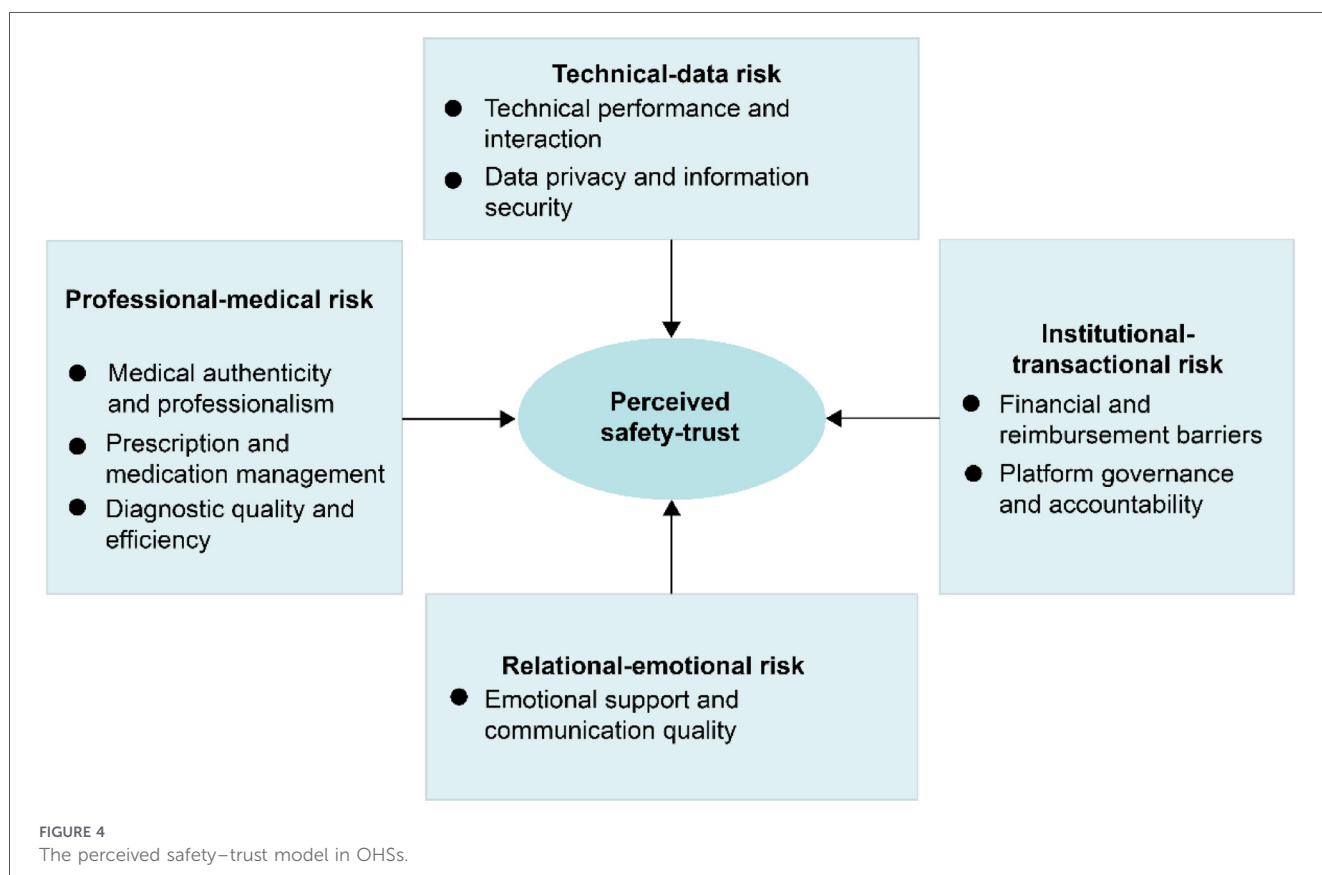 Technical-data risk
● Technical performance and
interaction
● Data privacy and information
security
Professional-medical risk
● Medical authenticity
and professionalism
● Prescription and
medication management
● Diagnostic quality and
efficiency
Perceived
safety-trust
Institutional-
transactional risk
● Financial and
reimbursement barriers
● Platform governance
and accountability
Relational-emotional risk
● Emotional support and
communication quality
FIGURE 4
The perceived safety–trust model in OHSs.